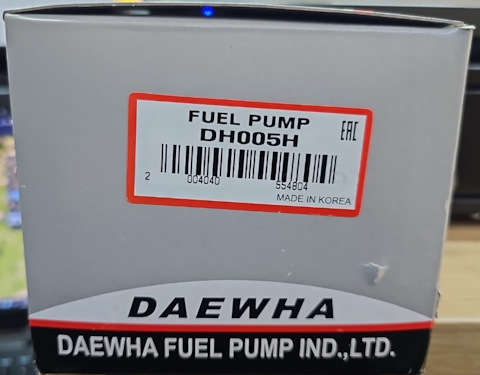 FUEL PUMP
DH005H
EAC
2 004040 554804
MADE IN KOREA
DAEWHA
DAEWHA FUEL PUMP IND.,LTD.